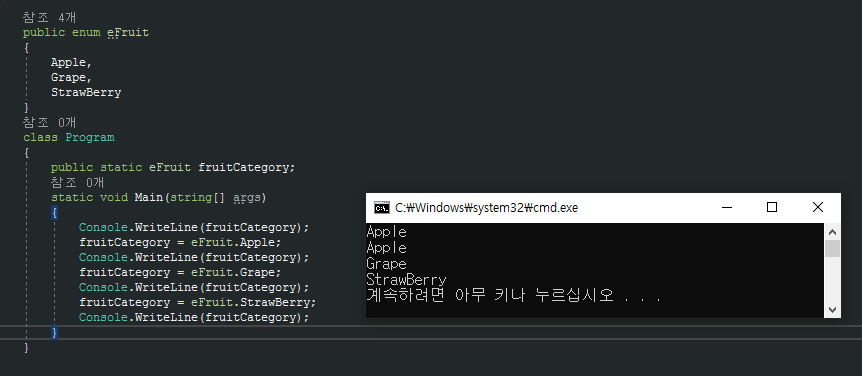 참조 4개
public enum eFruit
{
Apple,
Grape,
StrawBerry
}
참조 0개
class Program
{
public static eFruit fruitCategory;
참조 0개
static void Main(string[] args)
{
Console.WriteLine(fruitCategory);
fruitCategory = eFruit.Apple;
Console.WriteLine(fruitCategory);
fruitCategory = eFruit.Grape;
Console.WriteLine(fruitCategory);
fruitCategory = eFruit.StrawBerry;
Console.WriteLine(fruitCategory);
}
}
C:₩Windows₩system32₩cmd.exe
Apple
Apple
Grape
StrawBerry
계속하려면 아무 키나 누르십시오 . . .